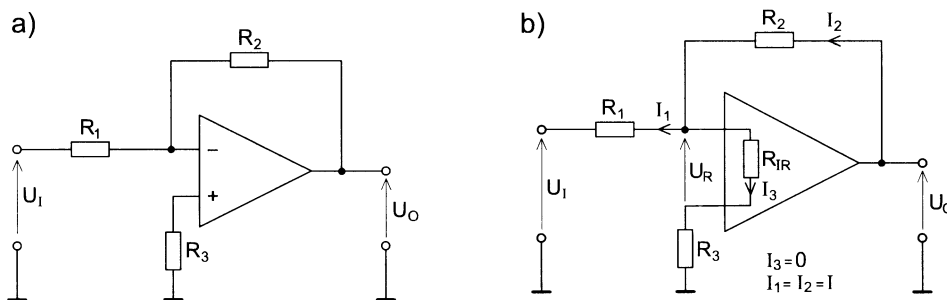 a)
R2
R1
−
+
UI
R3
UO
b)
R2
I2
R1
I1
UR
RIR
I3
UI
R3
UO
I3 = 0
I1 = I2 = I